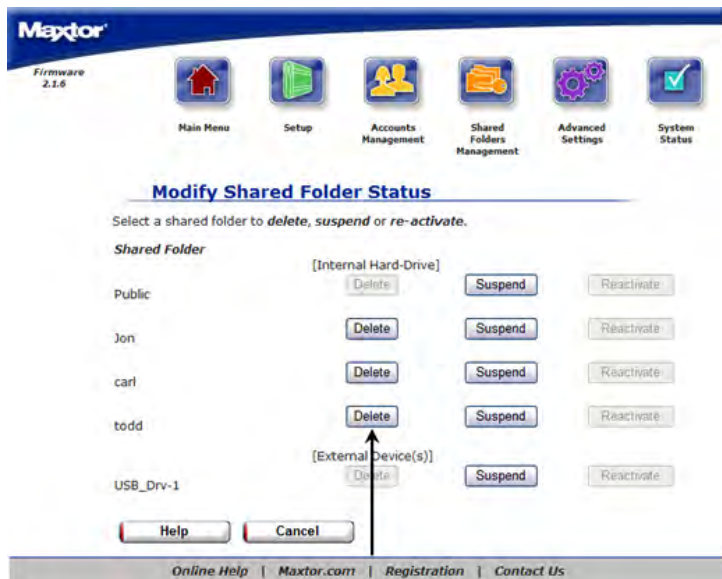 Maxtor
Firmware
2.1.6
Main Menu
Setup
Accounts
Management
Shared
Folders
Management
Advanced
Settings
System
Status
Modify Shared Folder Status
Select a shared folder to delete, suspend or re-activate.
Shared Folder
[Internal Hard-Drive]
Public Delete Suspend Reactivate
Jon Delete Suspend Reactivate
carl Delete Suspend Reactivate
todd Delete Suspend Reactivate
[External Device(s)]
USB_Drv-1 Delete Suspend Reactivate
Help Cancel
Online Help | Maxtor.com | Registration | Contact Us